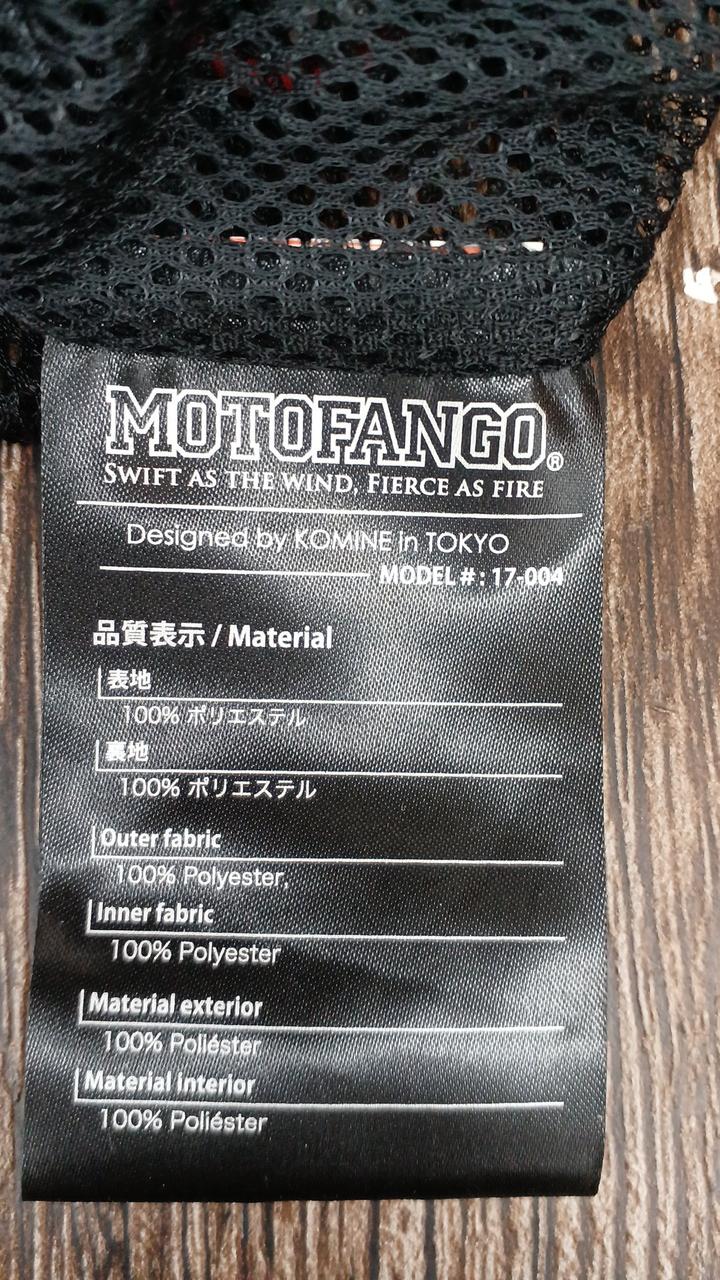 MOTOFANGO®
SWIFT AS THE WIND, FIERCE AS FIRE
Designed by KOMINE in TOKYO
MODEL # : 17-004
品質表示 / Material
表地
100% ポリエステル
裏地
100% ポリエステル
Outer fabric
100% Polyester,
Inner fabric
100% Polyester
Material exterior
100% Poliéster
Material interior
100% Poliéster